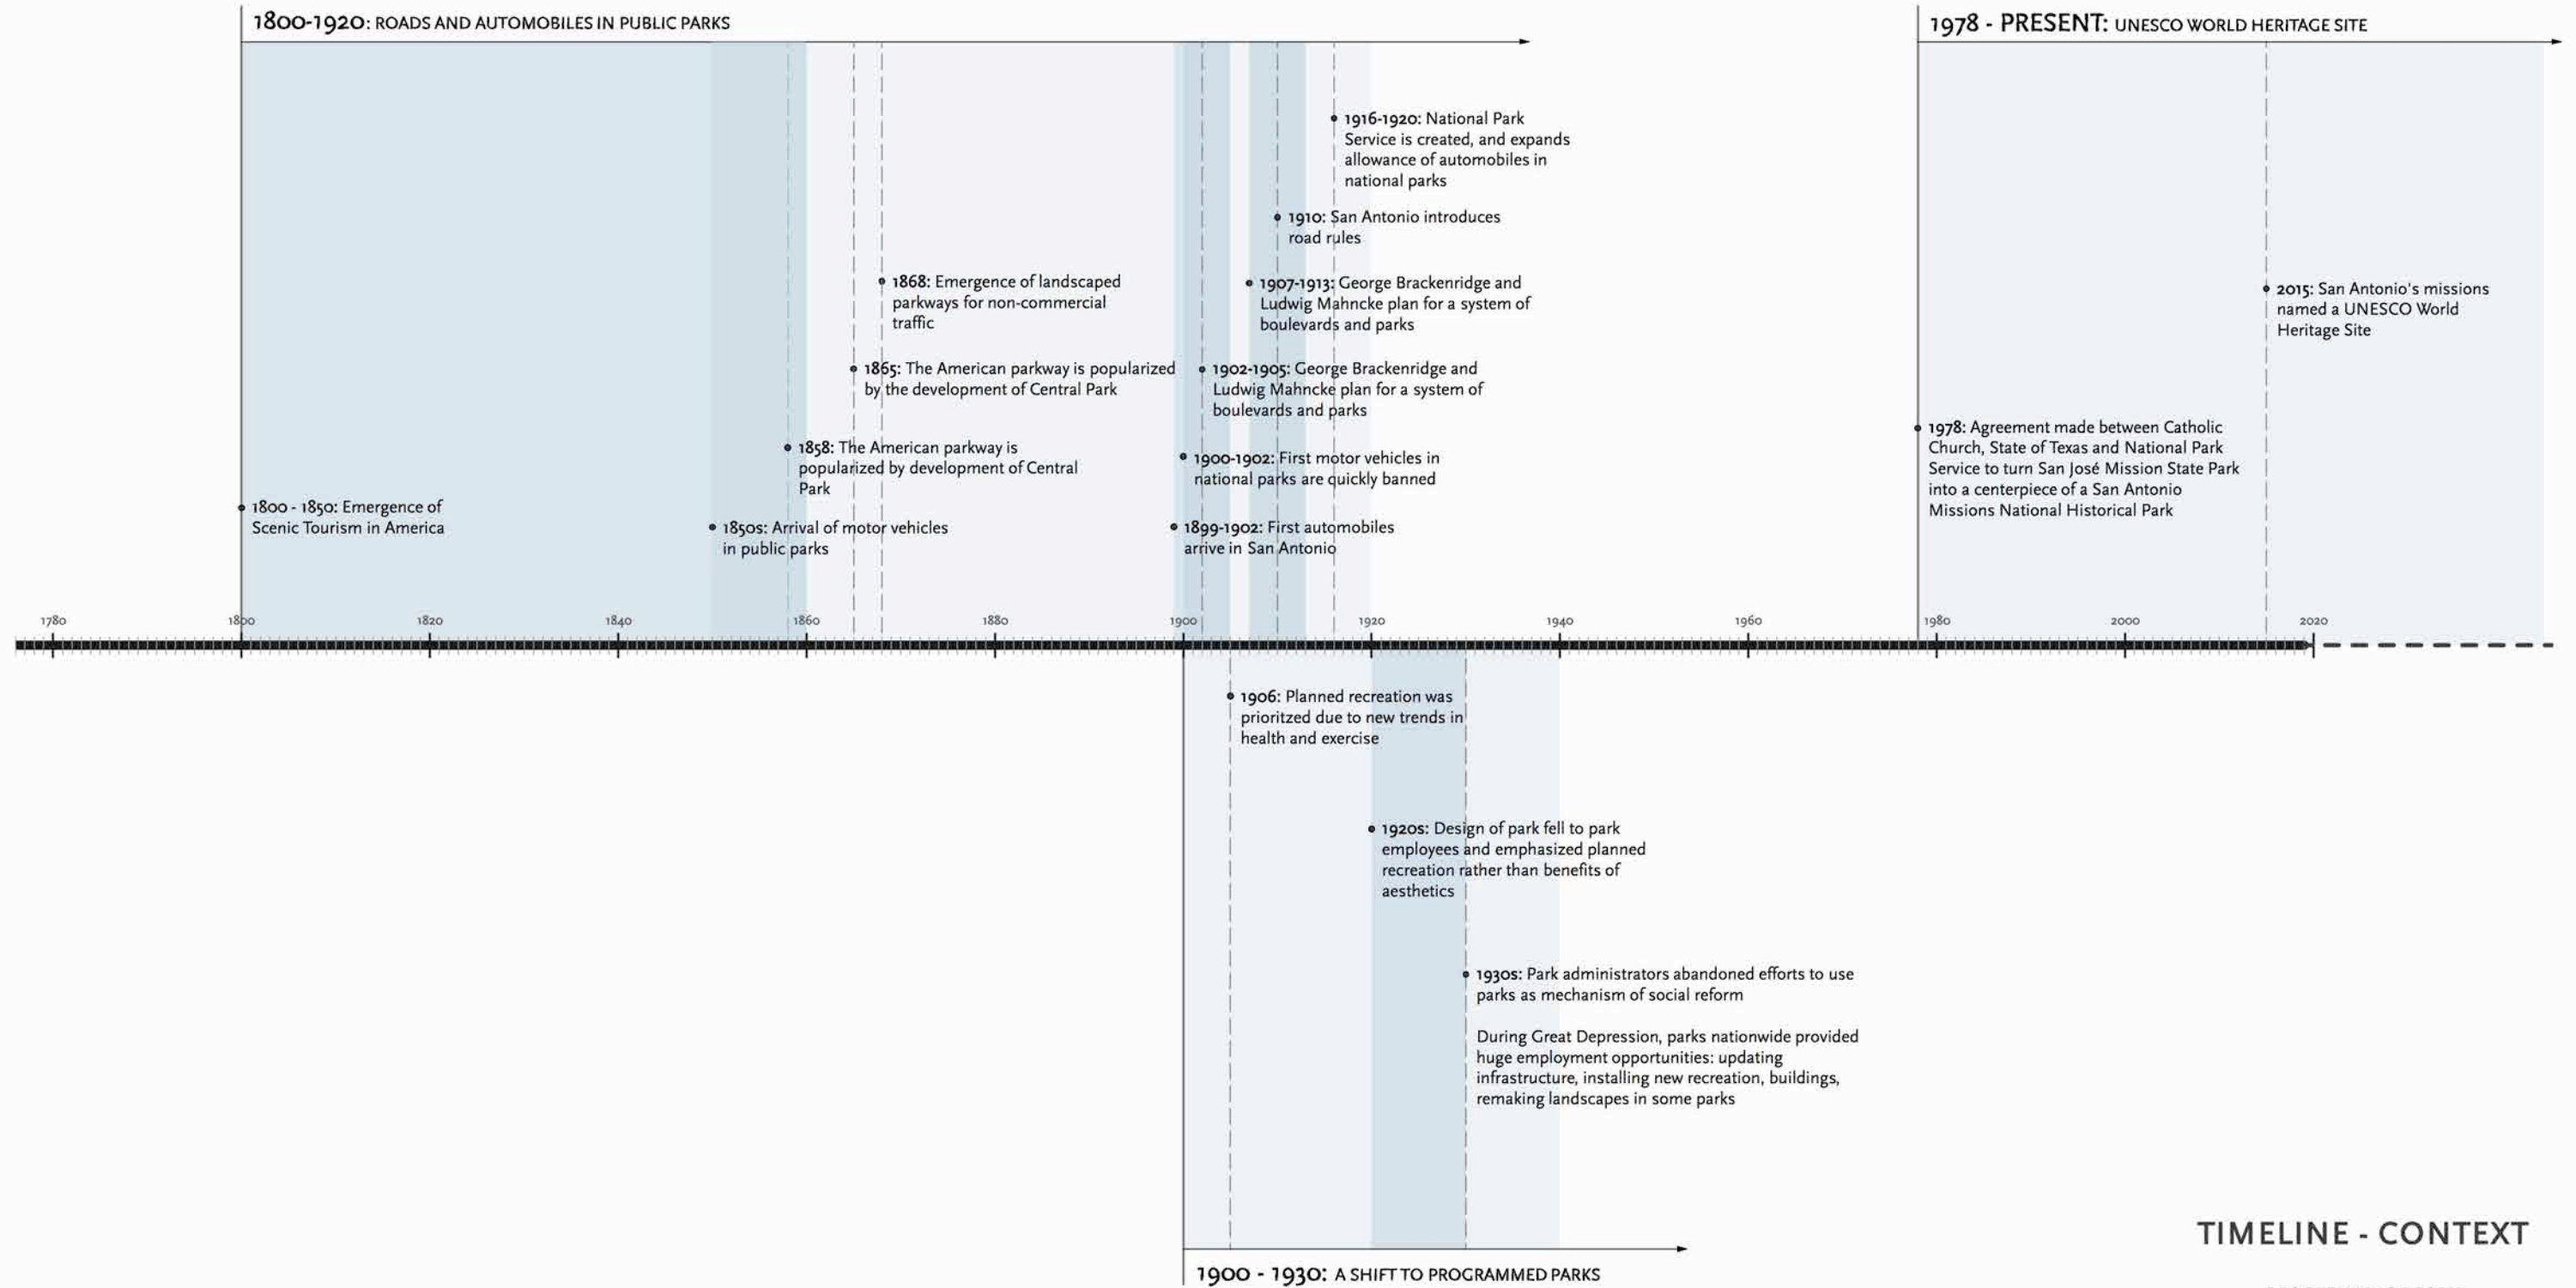 1800-1920: ROADS AND AUTOMOBILES IN PUBLIC PARKS
1978 - PRESENT: UNESCO WORLD HERITAGE SITE
1916-1920: National Park
Service is created, and expands
allowance of automobiles in
national parks
1910: San Antonio introduces
road rules
1868: Emergence of landscaped
parkways for non-commercial
traffic
1907-1913: George Brackenridge and
Ludwig Mahncke plan for a system of
boulevards and parks
2015: San Antonio's missions
named a UNESCO World
Heritage Site
1865: The American parkway is popularized
by the development of Central Park
1902-1905: George Brackenridge and
Ludwig Mahncke plan for a system of
boulevards and parks
1978: Agreement made between Catholic
Church, State of Texas and National Park
Service to turn San José Mission State Park
into a centerpiece of a San Antonio
Missions National Historical Park
1858: The American parkway is
popularized by development of Central
Park
1900-1902: First motor vehicles in
national parks are quickly banned
1800 - 1850: Emergence of
Scenic Tourism in America
1850s: Arrival of motor vehicles
in public parks
1899-1902: First automobiles
arrive in San Antonio
1780 1800 1820 1840 1860 1880 1900 1920 1940 1960 1980 2000 2020
1906: Planned recreation was
prioritzed due to new trends in
health and exercise
1920s: Design of park fell to park
employees and emphasized planned
recreation rather than benefits of
aesthetics
1930s: Park administrators abandoned efforts to use
parks as mechanism of social reform
During Great Depression, parks nationwide provided
huge employment opportunities: updating
infrastructure, installing new recreation, buildings,
remaking landscapes in some parks
TIMELINE - CONTEXT
1900 - 1930: A SHIFT TO PROGRAMMED PARKS